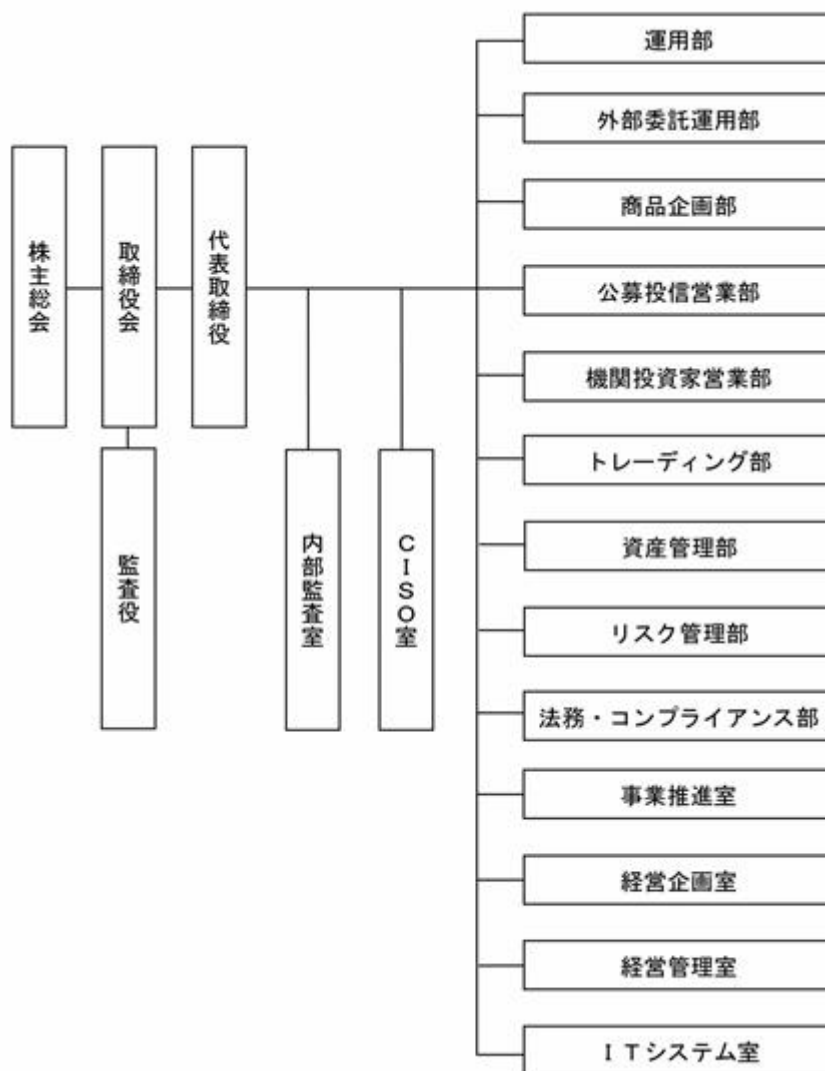 株主総会
取締役会
代表取締役
監査役
内部監査室
CISO室
運用部
外部委託運用部
商品企画部
公募投信営業部
機関投資家営業部
トレーディング部
資産管理部
リスク管理部
法務・コンプライアンス部
事業推進室
経営企画室
経営管理室
ITシステム室